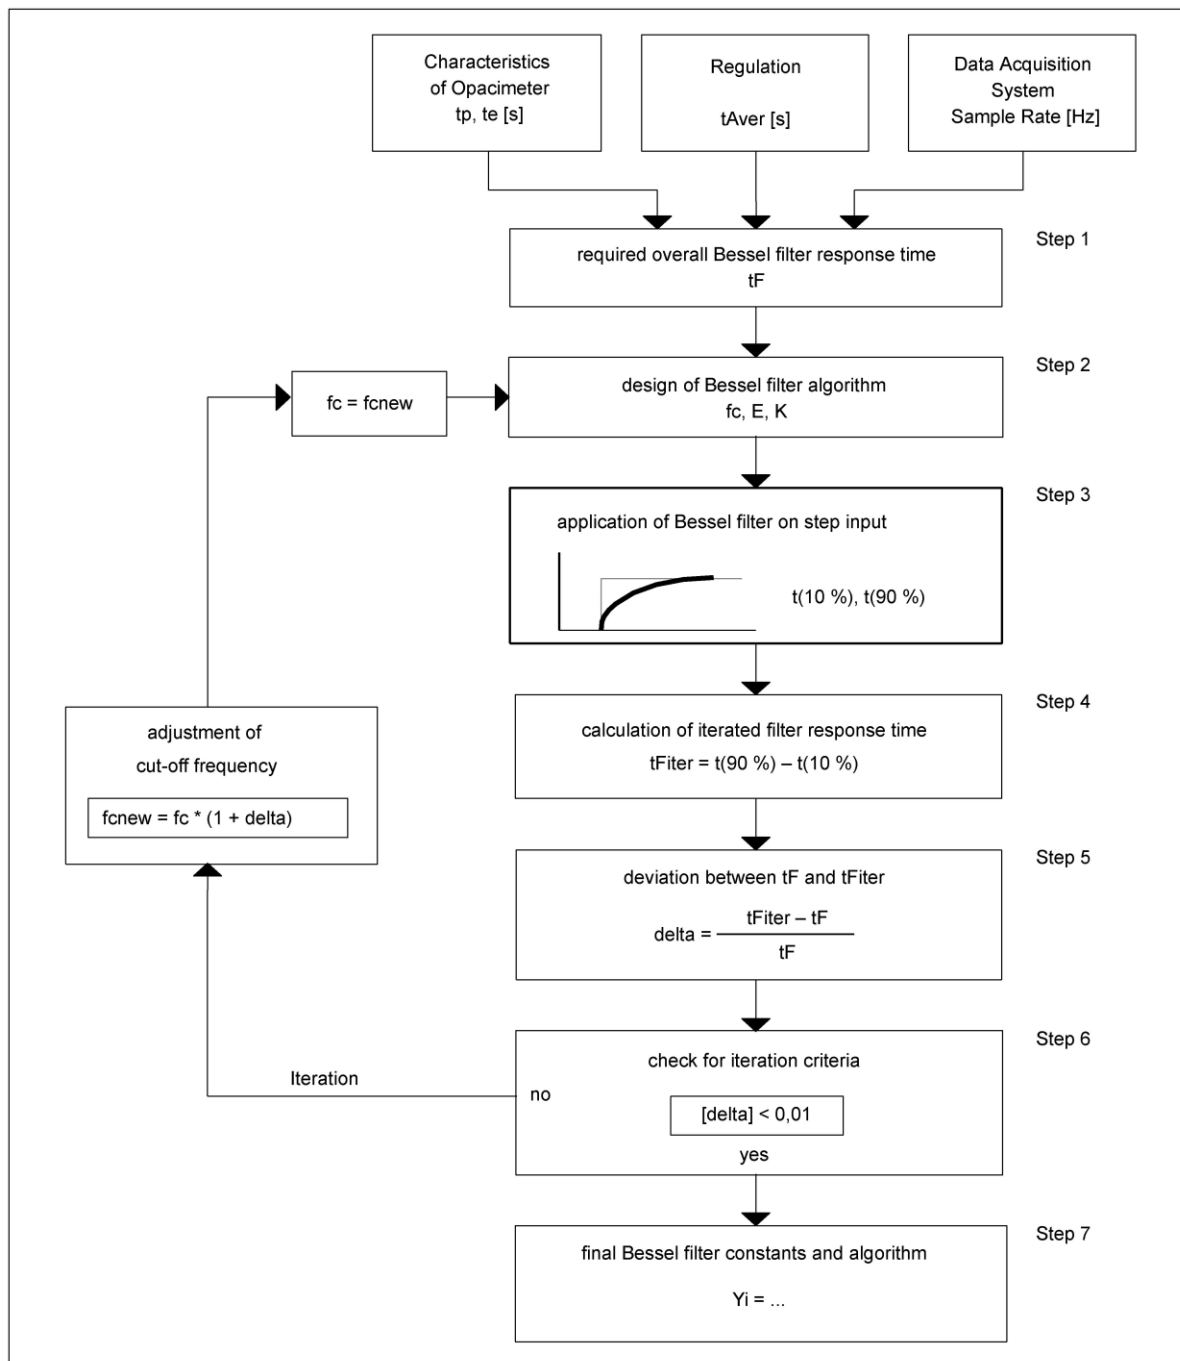 Characteristics
of Opacimeter
tp, te [s]
Regulation
tAver [s]
Data Acquisition
System
Sample Rate [Hz]
Step 1
required overall Bessel filter response time
tF
Step 2
design of Bessel filter algorithm
fc, E, K
fc = fcnew
Step 3
application of Bessel filter on step input
t(10 %), t(90 %)
Step 4
calculation of iterated filter response time
tFiter = t(90 %) – t(10 %)
adjustment of
cut-off frequency
fcnew = fc * (1 + delta)
Step 5
deviation between tF and tFiter
delta = tFiter – tF
tF
Step 6
check for iteration criteria
Iteration
no
[delta] < 0,01
yes
Step 7
final Bessel filter constants and algorithm
Yi = ...